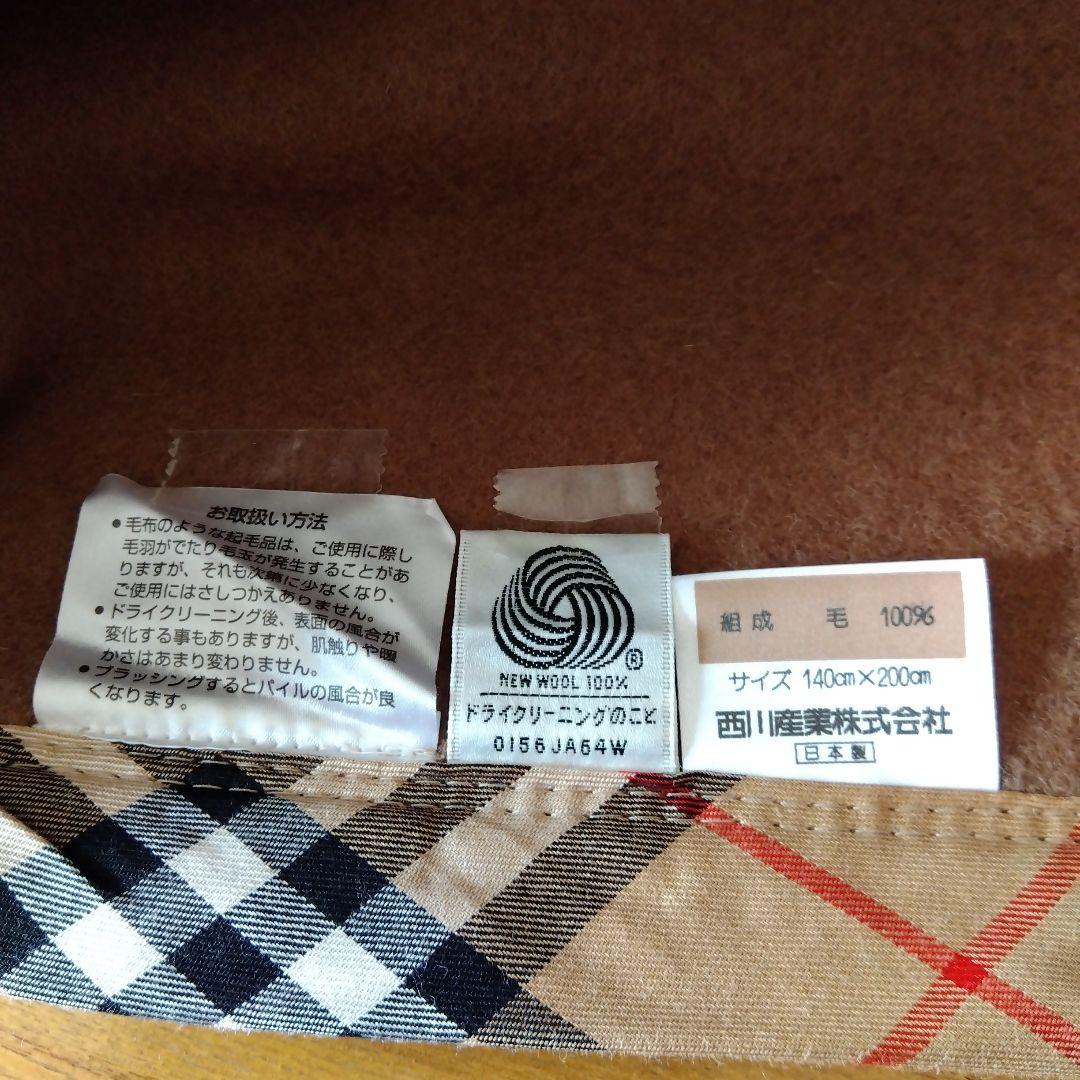 お取扱い方法
●毛布のような起毛品は、ご使用に際し
毛羽がでたり毛玉が発生することがあ
りますが、それも次第に少なくなり、
ご使用にはさしつかえありません。
●ドライクリーニング後、表面の風合が
変化する事もありますが、肌触りや暖
かさはあまり変わりません。
●ブラッシングするとパイルの風合が良
くなります。
®
NEW WOOL 100%
ドライクリーニングのこと
0156JA64W
組成 毛 100%
サイズ 140cm×200cm
西川産業株式会社
日本製